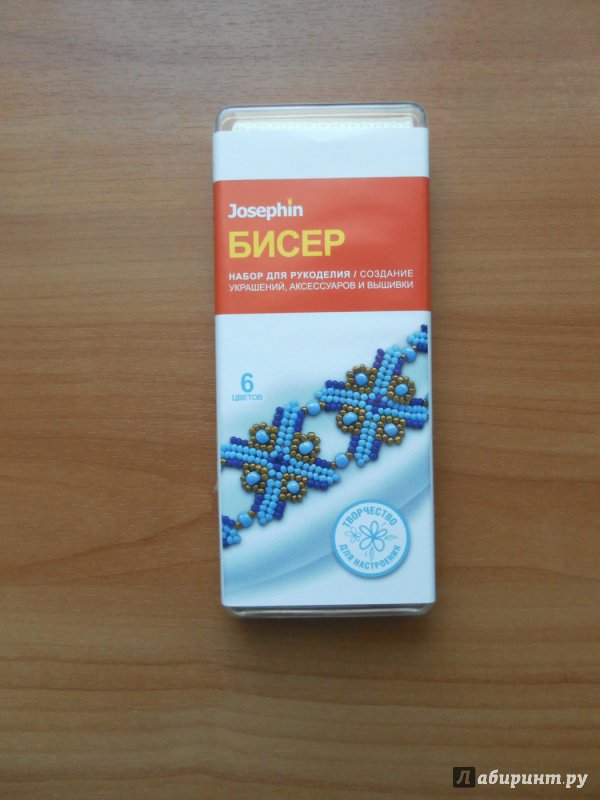 Josephin
БИСЕР
НАБОР ДЛЯ РУКОДЕЛИЯ / СОЗДАНИЕ
УКРАШЕНИЙ, АКСЕССУАРОВ И ВЫШИВКИ
6
ЦВЕТОВ
ТВОРЧЕСТВО
ДЛЯ НАСТРОЕНИЯ
Л лабиринт.ру